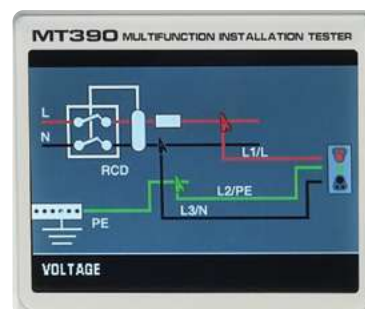 MT390 MULTIFUNCTION INSTALLATION TESTER
L
N
RCD
L1/L
L2/PE
L3/N
PE
VOLTAGE